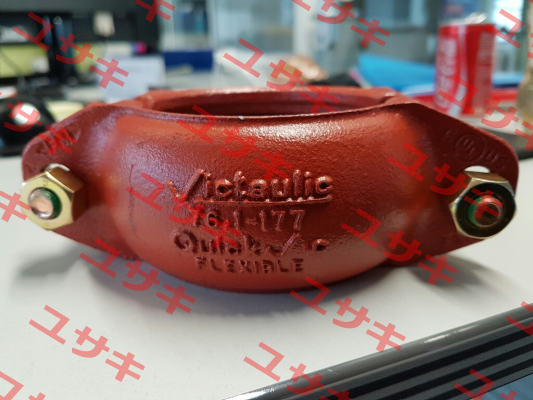 Victaulic
76.1-177
QuickVic
FLEXIBLE
ユサキ